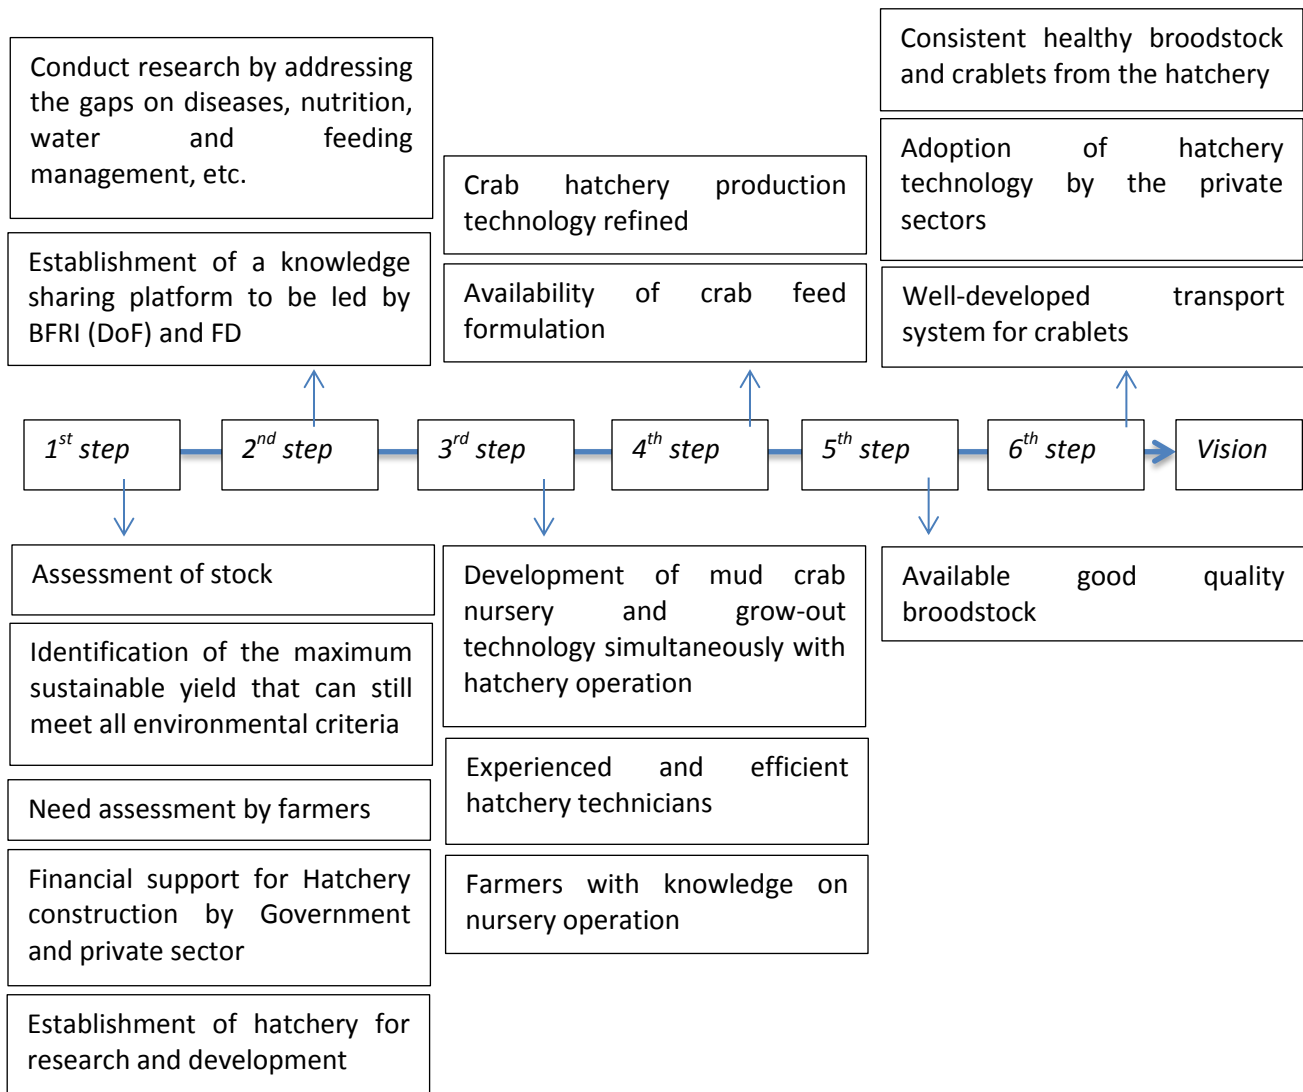 Conduct research by addressing
the gaps on diseases, nutrition,
water and feeding
management, etc.
Establishment of a knowledge
sharing platform to be led by
BFRI (DoF) and FD
Crab hatchery production
technology refined
Availability of crab feed
formulation
Consistent healthy broodstock
and crablets from the hatchery
Adoption of hatchery
technology by the private
sectors
Well-developed transport
system for crablets
1st step
2nd step
3rd step
4th step
5th step
6th step
Vision
Assessment of stock
Identification of the maximum
sustainable yield that can still
meet all environmental criteria
Need assessment by farmers
Financial support for Hatchery
construction by Government
and private sector
Establishment of hatchery for
research and development
Development of mud crab
nursery and grow-out
technology simultaneously with
hatchery operation
Experienced and efficient
hatchery technicians
Farmers with knowledge on
nursery operation
Available good quality
broodstock